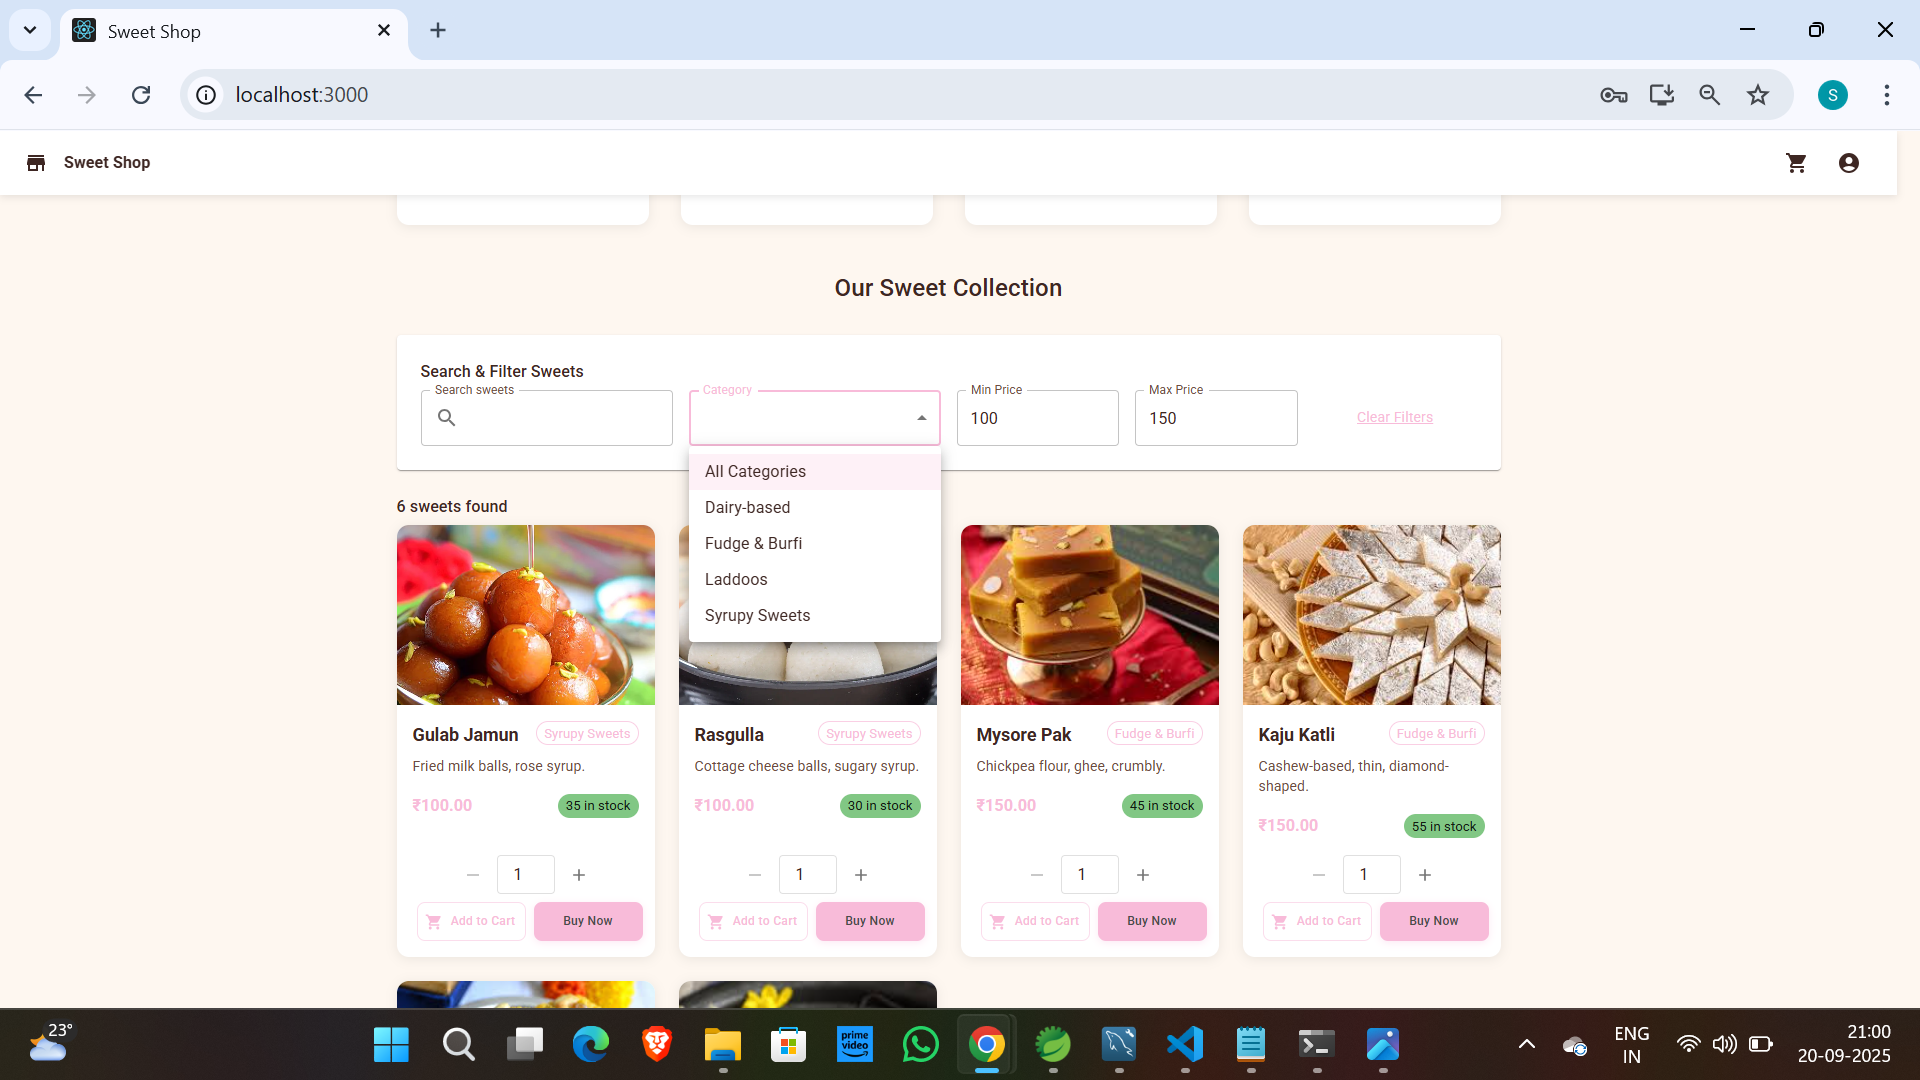 Sweet Shop
localhost:3000
S
Sweet Shop
Our Sweet Collection
Search & Filter Sweets
Search sweets
Category
Min Price
100
Max Price
150
Clear Filters
All Categories
Dairy-based
Fudge & Burfi
Laddoos
Syrupy Sweets
6 sweets found
Gulab Jamun
Syrupy Sweets
Fried milk balls, rose syrup.
₹100.00
35 in stock
1
Add to Cart
Buy Now
Rasgulla
Syrupy Sweets
Cottage cheese balls, sugary syrup.
₹100.00
30 in stock
1
Add to Cart
Buy Now
Mysore Pak
Fudge & Burfi
Chickpea flour, ghee, crumbly.
₹150.00
45 in stock
1
Add to Cart
Buy Now
Kaju Katli
Fudge & Burfi
Cashew-based, thin, diamond-
shaped.
₹150.00
55 in stock
1
Add to Cart
Buy Now
23°
prime
video
ENG
IN
21:00
20-09-2025